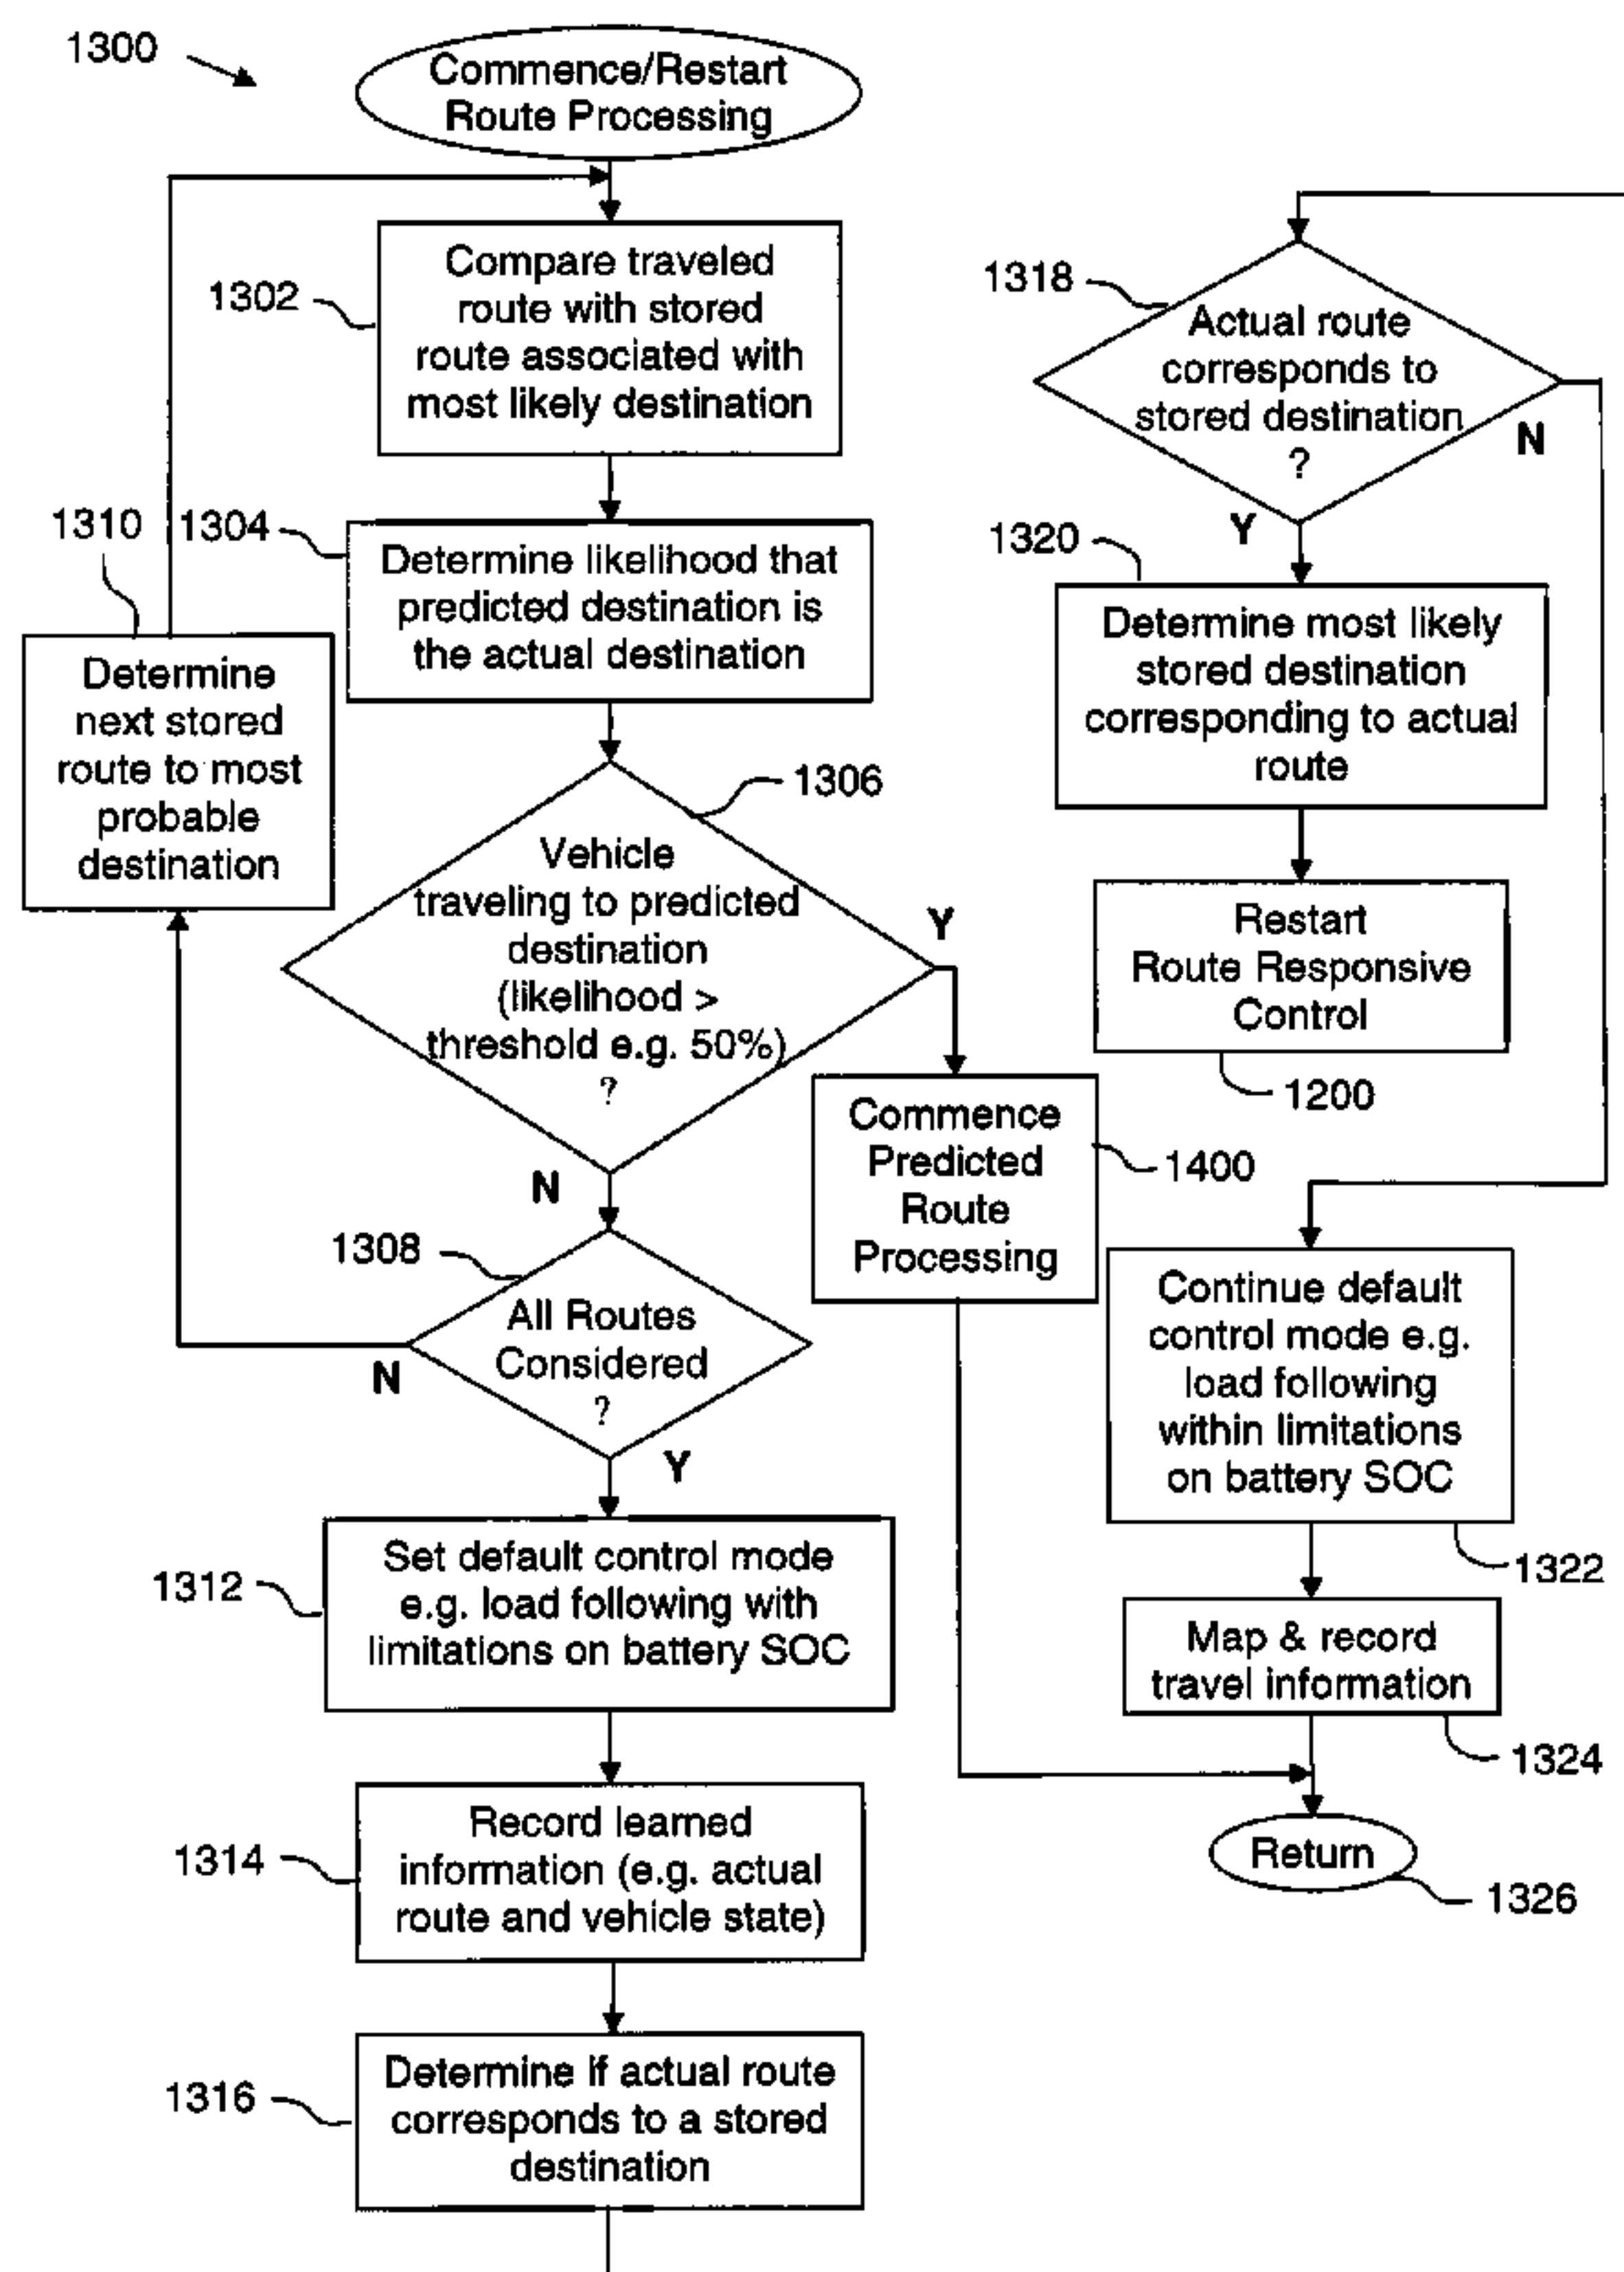 1300
Commence/Restart
Route Processing
1302
Compare traveled
route with stored
route associated with
most likely destination
1304
Determine likelihood that
predicted destination is
the actual destination
1310
Determine
next stored
route to most
probable
destination
1306
Vehicle
traveling to predicted
destination
(likelihood >
threshold e.g. 50%)
?
Y
N
1308
All Routes
Considered
?
N
Y
Commence
Predicted
Route
Processing
1400
1312
Set default control mode
e.g. load following with
limitations on battery SOC
1314
Record learned
information (e.g. actual
route and vehicle state)
1316
Determine if actual route
corresponds to a stored
destination
1318
Actual route
corresponds to
stored destination
?
N
Y
1320
Determine most likely
stored destination
corresponding to actual
route
Restart
Route Responsive
Control
1200
Continue default
control mode e.g.
load following
within limitations
on battery SOC
1322
Map & record
travel information
1324
Return
1326